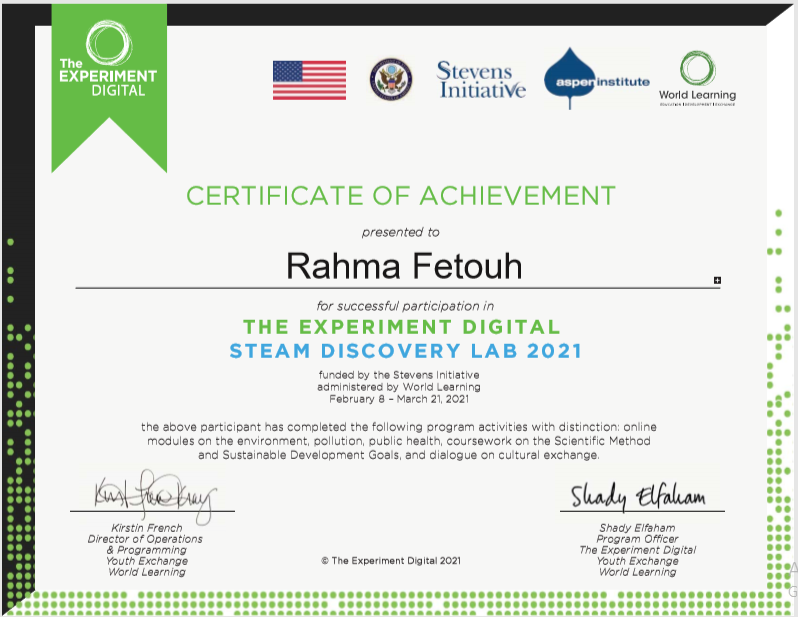 The
EXPERIMENT
DIGITAL
Stevens
Initiative
aspen institute
World Learning
EDUCATION | DEVELOPMENT | EXCHANGE
CERTIFICATE OF ACHIEVEMENT
presented to
Rahma Fetouh
for successful participation in
THE EXPERIMENT DIGITAL
STEAM DISCOVERY LAB 2021
funded by the Stevens Initiative
administered by World Learning
February 8 – March 21, 2021
the above participant has completed the following program activities with distinction: online
modules on the environment, pollution, public health, coursework on the Scientific Method
and Sustainable Development Goals, and dialogue on cultural exchange.
Shady Elfaham
Kirstin French
Director of Operations
& Programming
Youth Exchange
World Learning
© The Experiment Digital 2021
Shady Elfaham
Program Officer
The Experiment Digital
Youth Exchange
World Learning